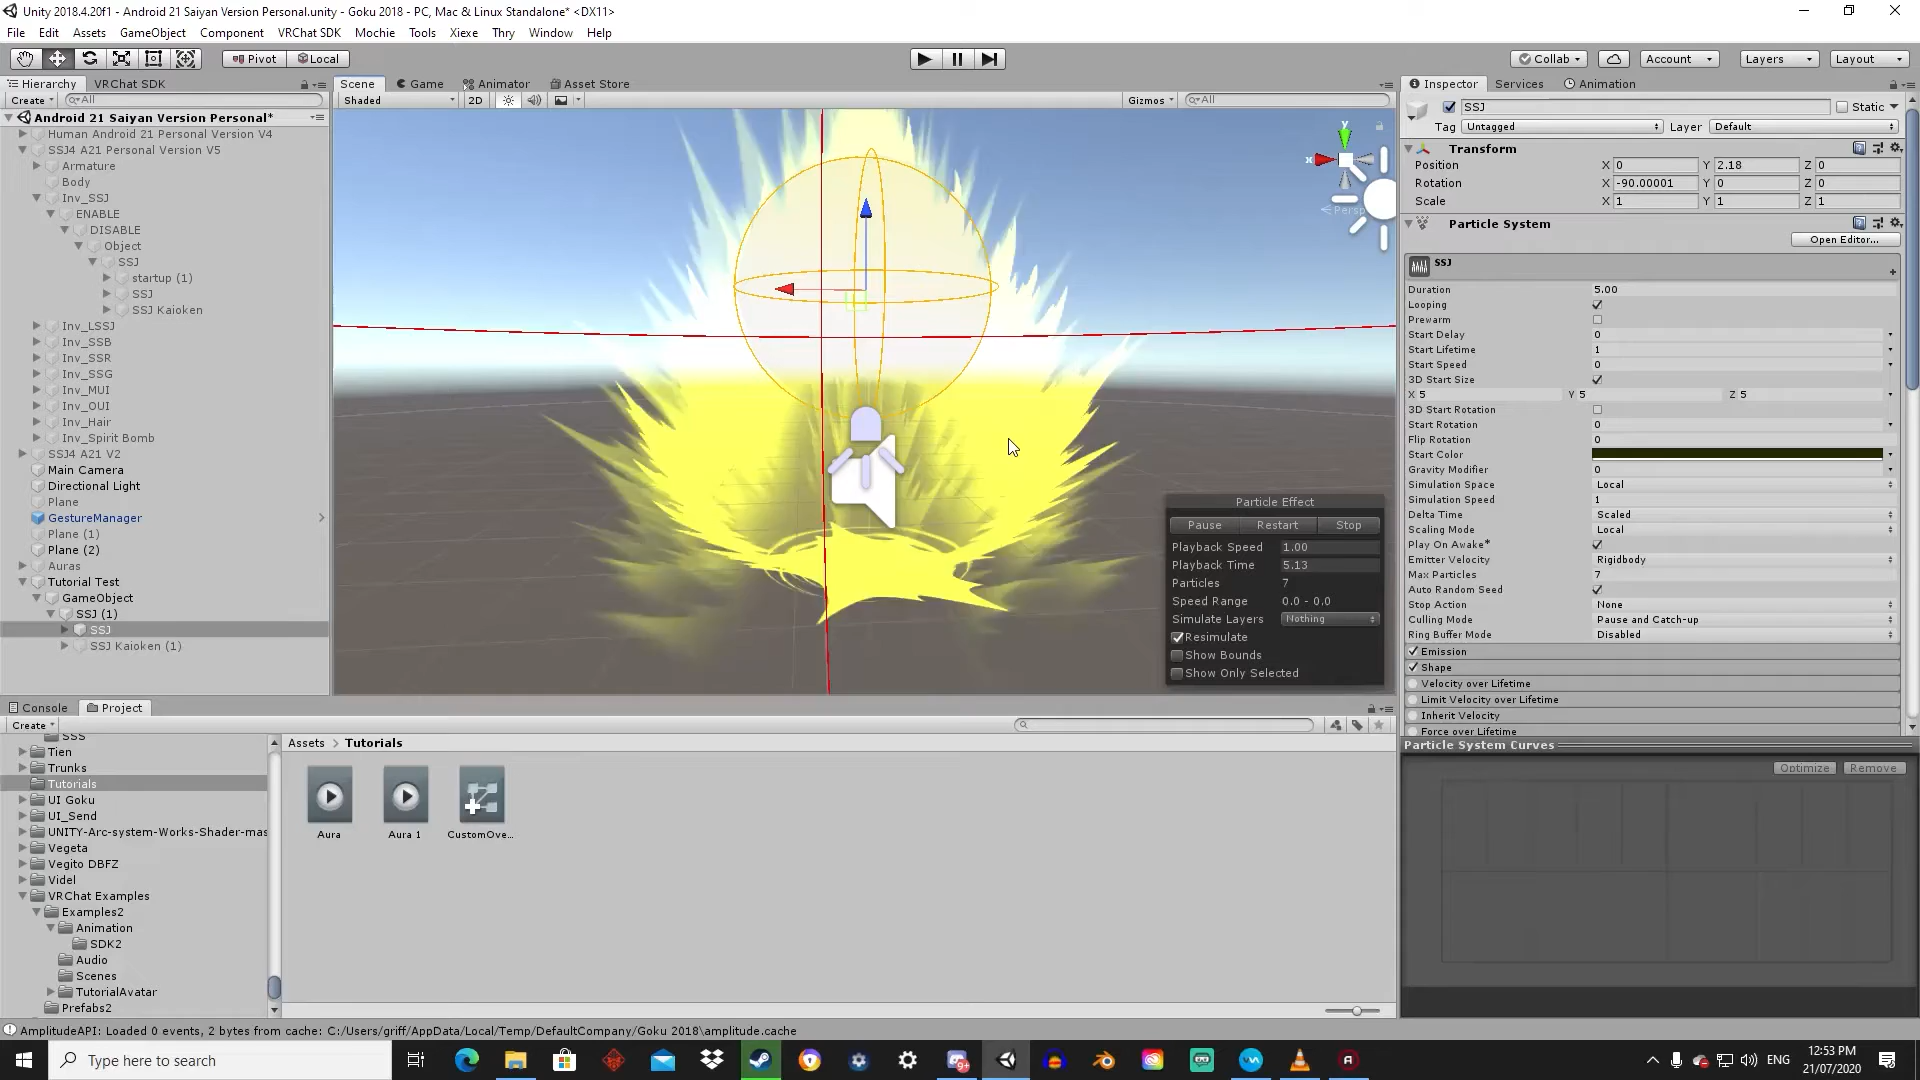 Unity 2018.4.20f1 - Android 21 Saiyan Version Personal.unity - Goku 2018 - PC, Mac & Linux Standalone* <DX11>
File Edit Assets GameObject Component VRChat SDK Mochie Tools Xiexe Thry Window Help
Pivot Local Collab Account Layers Layout
Hierarchy VRChat SDK
Create All
Android 21 Saiyan Version Personal*
Human Android 21 Personal Version V4
SSJ4 A21 Personal Version V5
Armature
Body
Inv_SSJ
ENABLE
DISABLE
Object
SSJ
startup (1)
SSJ
SSJ Kaioken
Inv_LSSJ
Inv_SSB
Inv_SSR
Inv_SSG
Inv_MUI
Inv_OUI
Inv_Hair
Inv_Spirit Bomb
SSJ4 A21 V2
Main Camera
Directional Light
Plane
GestureManager
Plane (1)
Plane (2)
Auras
Tutorial Test
GameObject
SSJ (1)
SSJ
SSJ Kaioken (1)
Scene Game Animator Asset Store
Shaded 2D Gizmos All
y
x
Persp
Particle Effect
Pause Restart Stop
Playback Speed 1.00
Playback Time 5.13
Particles 7
Speed Range 0.0 - 0.0
Simulate Layers Nothing
Resimulate
Show Bounds
Show Only Selected
Inspector Services Animation
SSJ Static
Tag Untagged Layer Default
Transform
Position X 0 Y 2.18 Z 0
Rotation X -90.00001 Y 0 Z 0
Scale X 1 Y 1 Z 1
Particle System
Open Editor...
SSJ
Duration 5.00
Looping
Prewarm
Start Delay 0
Start Lifetime 1
Start Speed 0
3D Start Size
X 5 Y 5 Z 5
3D Start Rotation
Start Rotation 0
Flip Rotation 0
Start Color
Gravity Modifier 0
Simulation Space Local
Simulation Speed 1
Delta Time Scaled
Scaling Mode Local
Play On Awake*
Emitter Velocity Rigidbody
Max Particles 7
Auto Random Seed
Stop Action None
Culling Mode Pause and Catch-up
Ring Buffer Mode Disabled
Emission
Shape
Velocity over Lifetime
Limit Velocity over Lifetime
Inherit Velocity
Force over Lifetime
Particle System Curves
Optimize Remove
Console Project
Create
SSS
Tien
Trunks
Tutorials
UI Goku
UI_Send
UNITY-Arc-system-Works-Shader-mas
Vegeta
Vegito DBFZ
Videl
VRChat Examples
Examples2
Animation
SDK2
Audio
Scenes
TutorialAvatar
Prefabs2
Assets > Tutorials
Aura Aura 1 CustomOve...
AmplitudeAPI: Loaded 0 events, 2 bytes from cache: C:/Users/griff/AppData/Local/Temp/DefaultCompany/Goku 2018\amplitude.cache
Type here to search
9+
ENG
12:53 PM
21/07/2020